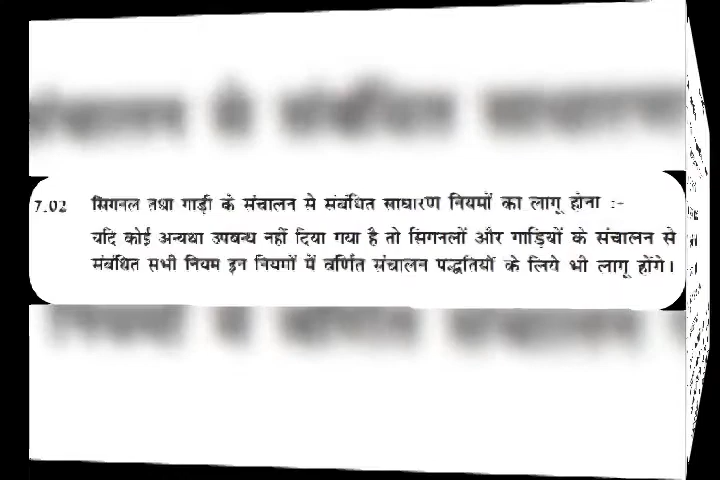 7.02 सिगनल तथा गाड़ी के संचालन से संबंधित साधारण नियमों का लागू होना :-
यदि कोई अन्यथा उपबन्ध नहीं दिया गया है तो सिगनलों और गाड़ियों के संचालन से
संबंधित सभी नियम इन नियमों में वर्णित संचालन पद्धतियों के लिये भी लागू होंगे।